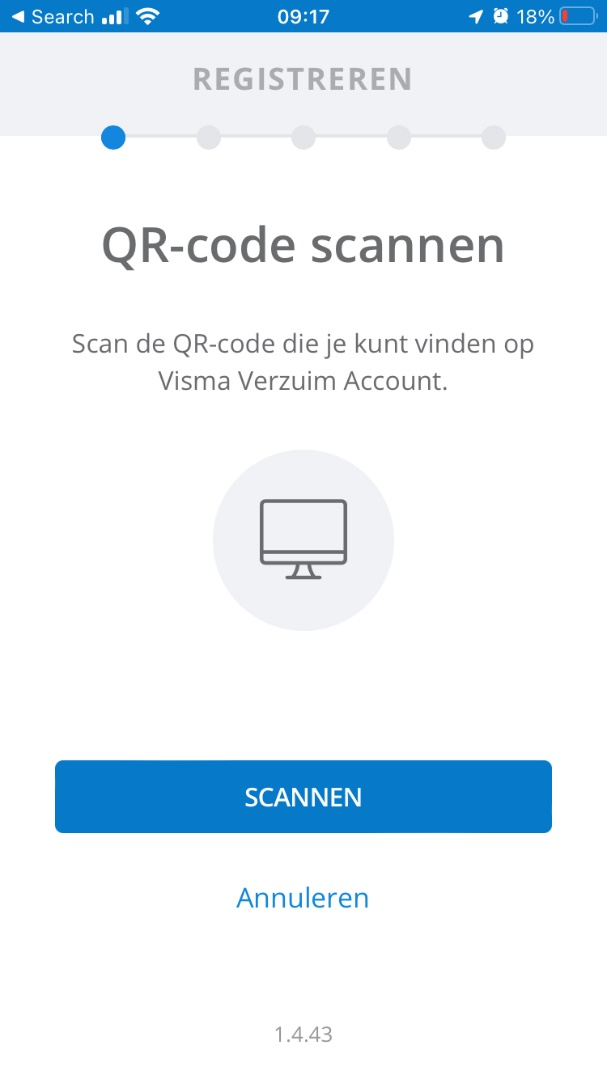 Search 09:17 18%
REGISTREREN
QR-code scannen
Scan de QR-code die je kunt vinden op
Visma Verzuim Account.
SCANNEN
Annuleren
1.4.43